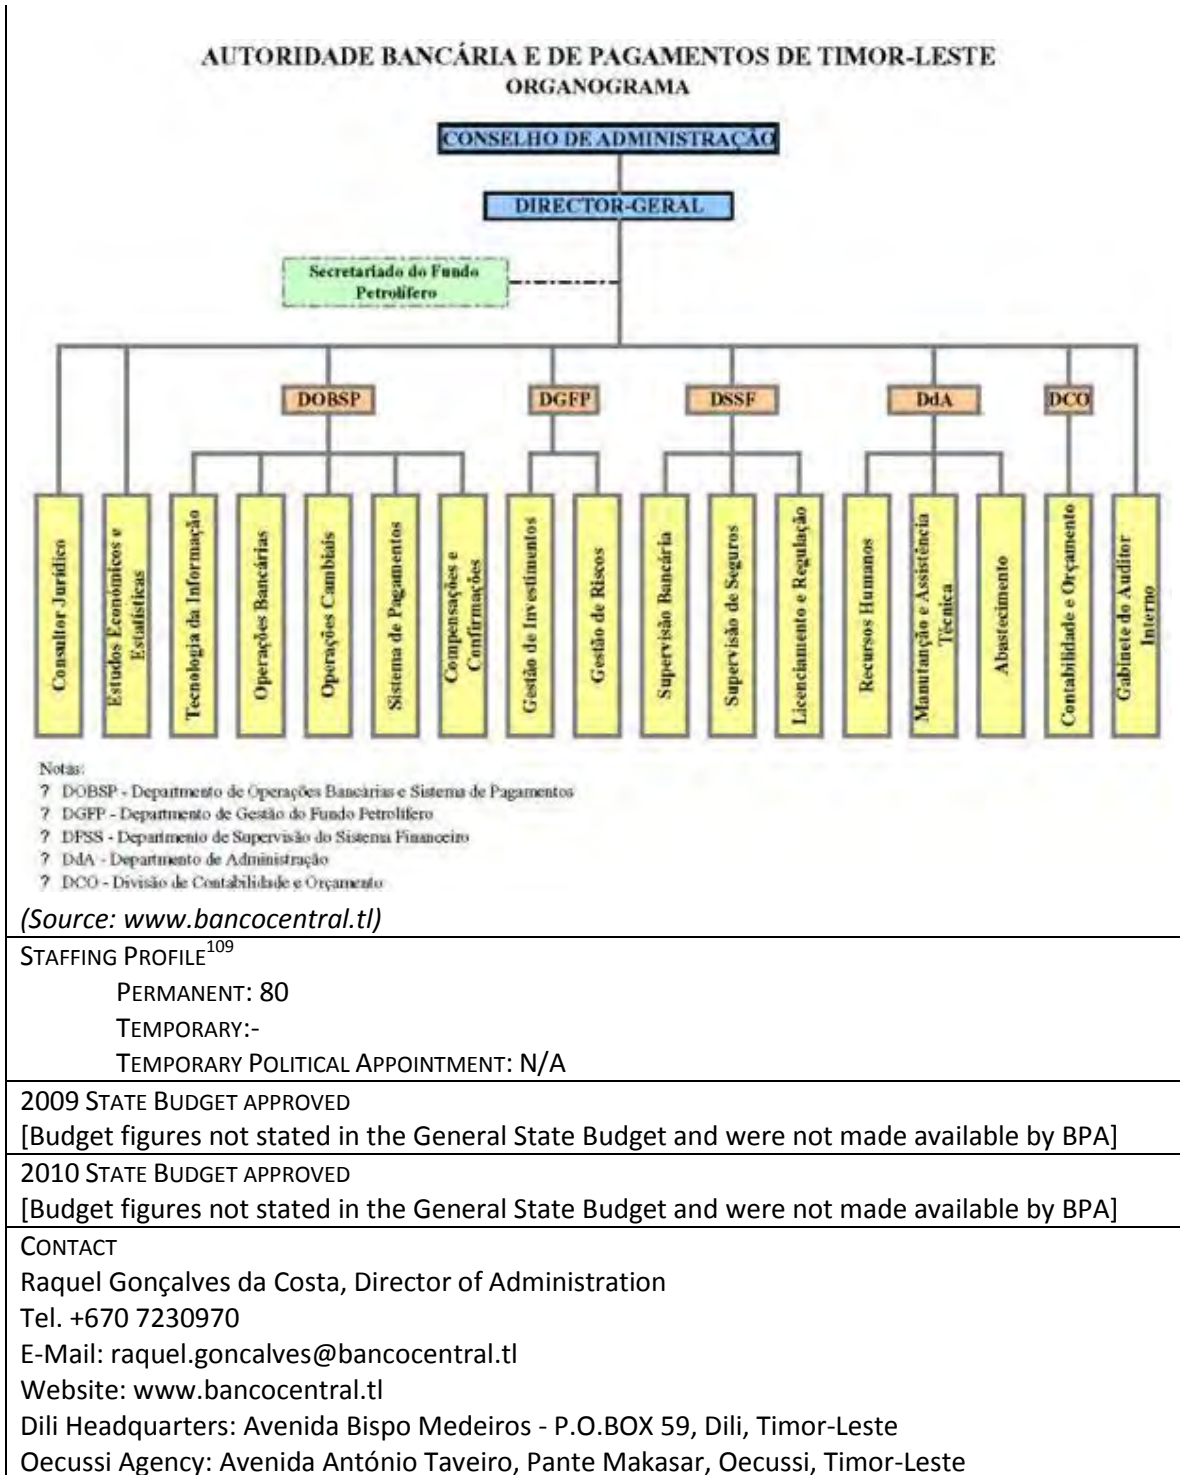 AUTORIDADE BANCÁRIA E DE PAGAMENTOS DE TIMOR-LESTE
ORGANOGRAMA
CONSELHO DE ADMINISTRAÇÃO
DIRECTOR-GERAL
Secretariado do Fundo
Petrolífero
DOBSP
DGFP
DSSF
DdA
DCO
Consultor Jurídico
Estudos Económicos e
Estatísticas
Tecnologia da Informação
Operações Bancárias
Operações Cambiais
Sistema de Pagamentos
Compensações e
Confirmações
Gestão de Investimentos
Gestão de Riscos
Supervisão Bancária
Supervisão de Seguros
Licenciamento e Regulação
Recursos Humanos
Manutanção e Assistência
Técnica
Abastecimento
Contabilidade e Orçamento
Gabinete do Auditor
Interno
Notas:
? DOBSP - Departmento de Operações Bancárias e Sistema de Pagamentos
? DGFP - Departmento de Gestão do Fundo Petrolífero
? DFSS - Departmento de Supervisão do Sistema Financeiro
? DdA - Departmento de Administração
? DCO - Divisão de Contabilidade e Orçamento
(Source: www.bancocentral.tl)
STAFFING PROFILE109
PERMANENT: 80
TEMPORARY:-
TEMPORARY POLITICAL APPOINTMENT: N/A
2009 STATE BUDGET APPROVED
[Budget figures not stated in the General State Budget and were not made available by BPA]
2010 STATE BUDGET APPROVED
[Budget figures not stated in the General State Budget and were not made available by BPA]
CONTACT
Raquel Gonçalves da Costa, Director of Administration
Tel. +670 7230970
E-Mail: raquel.goncalves@bancocentral.tl
Website: www.bancocentral.tl
Dili Headquarters: Avenida Bispo Medeiros - P.O.BOX 59, Dili, Timor-Leste
Oecussi Agency: Avenida António Taveiro, Pante Makasar, Oecussi, Timor-Leste